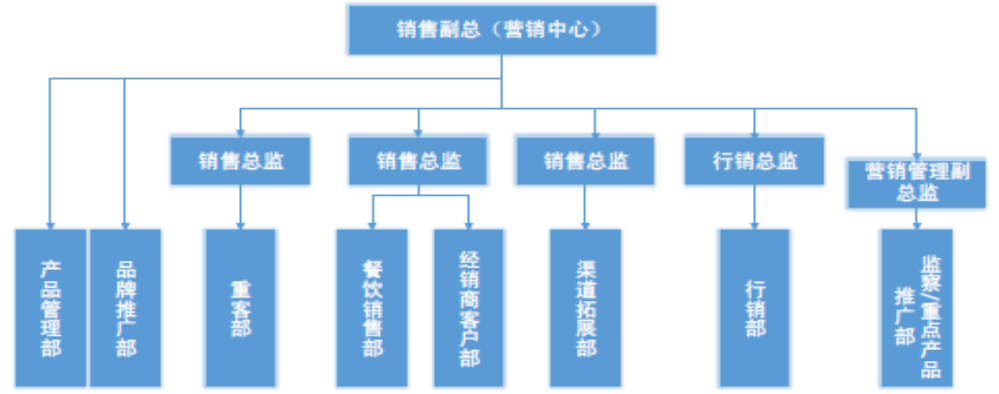 销售副总（营销中心）
销售总监
销售总监
销售总监
行销总监
营销管理副
总监
产品管理部
品牌推广部
重客部
餐饮销售部
经销商客户部
渠道拓展部
行销部
监察/重点产品
推广部